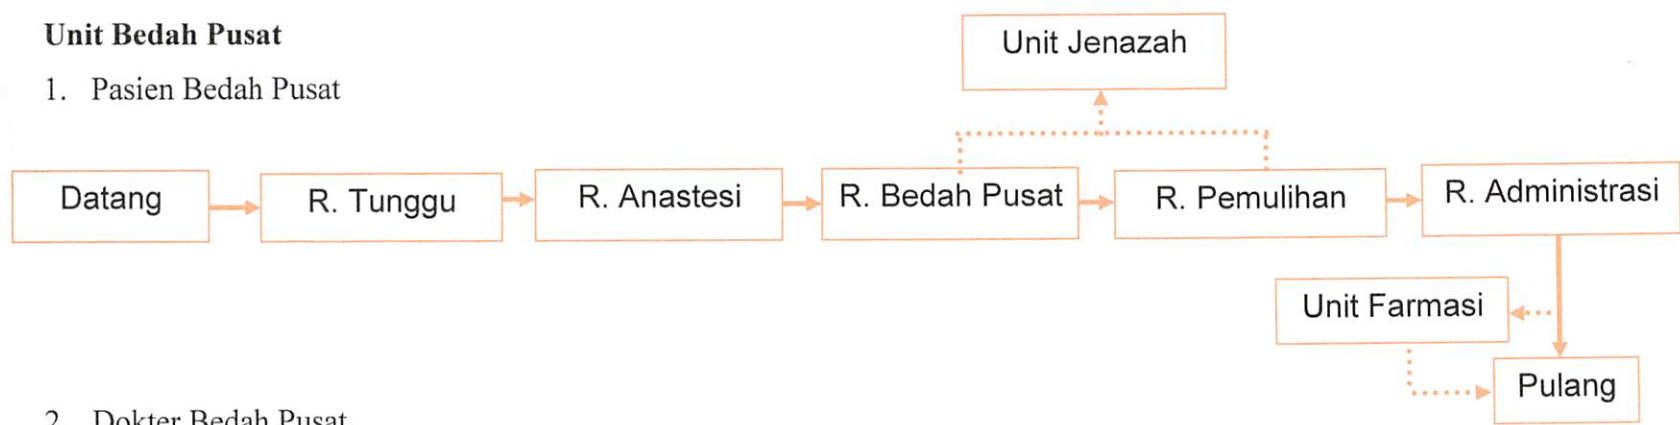 Unit Bedah Pusat
1. Pasien Bedah Pusat
Unit Jenazah
Datang
R. Tunggu
R. Anastesi
R. Bedah Pusat
R. Pemulihan
R. Administrasi
Unit Farmasi
Pulang
2. Dokter Bedah Pusat